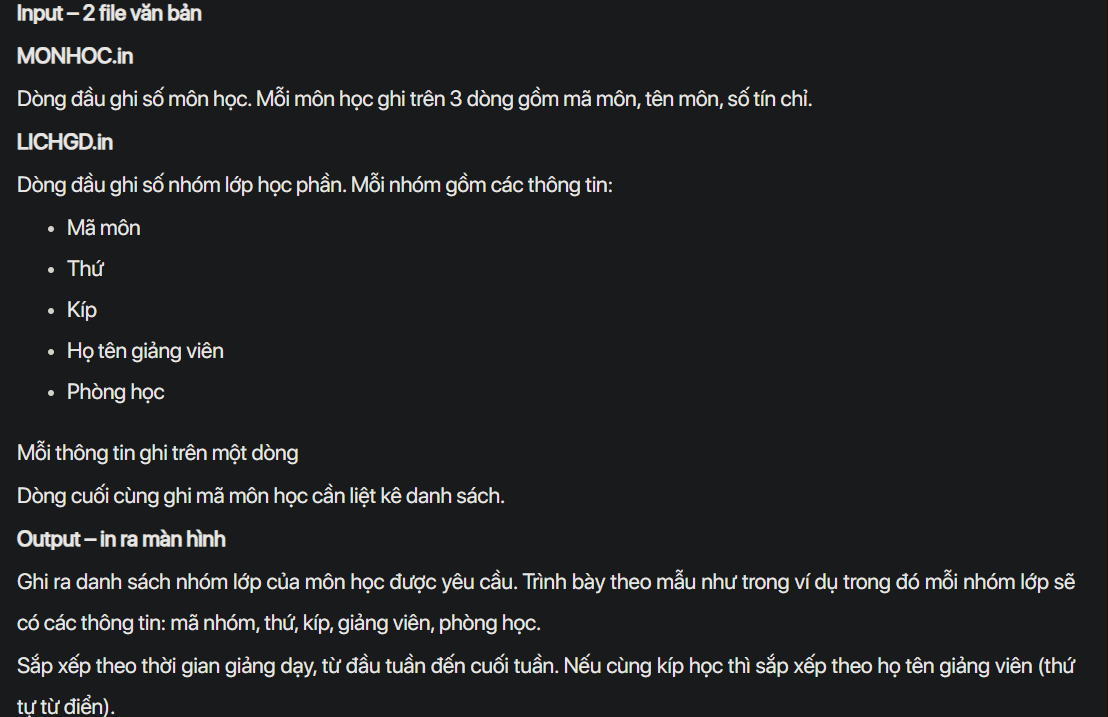 Input – 2 file văn bản
MONHOC.in
Dòng đầu ghi số môn học. Mỗi môn học ghi trên 3 dòng gồm mã môn, tên môn, số tín chỉ.
LICHGD.in
Dòng đầu ghi số nhóm lớp học phần. Mỗi nhóm gồm các thông tin:
• Mã môn
• Thứ
• Kíp
• Họ tên giảng viên
• Phòng học
Mỗi thông tin ghi trên một dòng
Dòng cuối cùng ghi mã môn học cần liệt kê danh sách.
Output – in ra màn hình
Ghi ra danh sách nhóm lớp của môn học được yêu cầu. Trình bày theo mẫu như trong ví dụ trong đó mỗi nhóm lớp sẽ
có các thông tin: mã nhóm, thứ, kíp, giảng viên, phòng học.
Sắp xếp theo thời gian giảng dạy, từ đầu tuần đến cuối tuần. Nếu cùng kíp học thì sắp xếp theo họ tên giảng viên (thứ
tự từ điển).